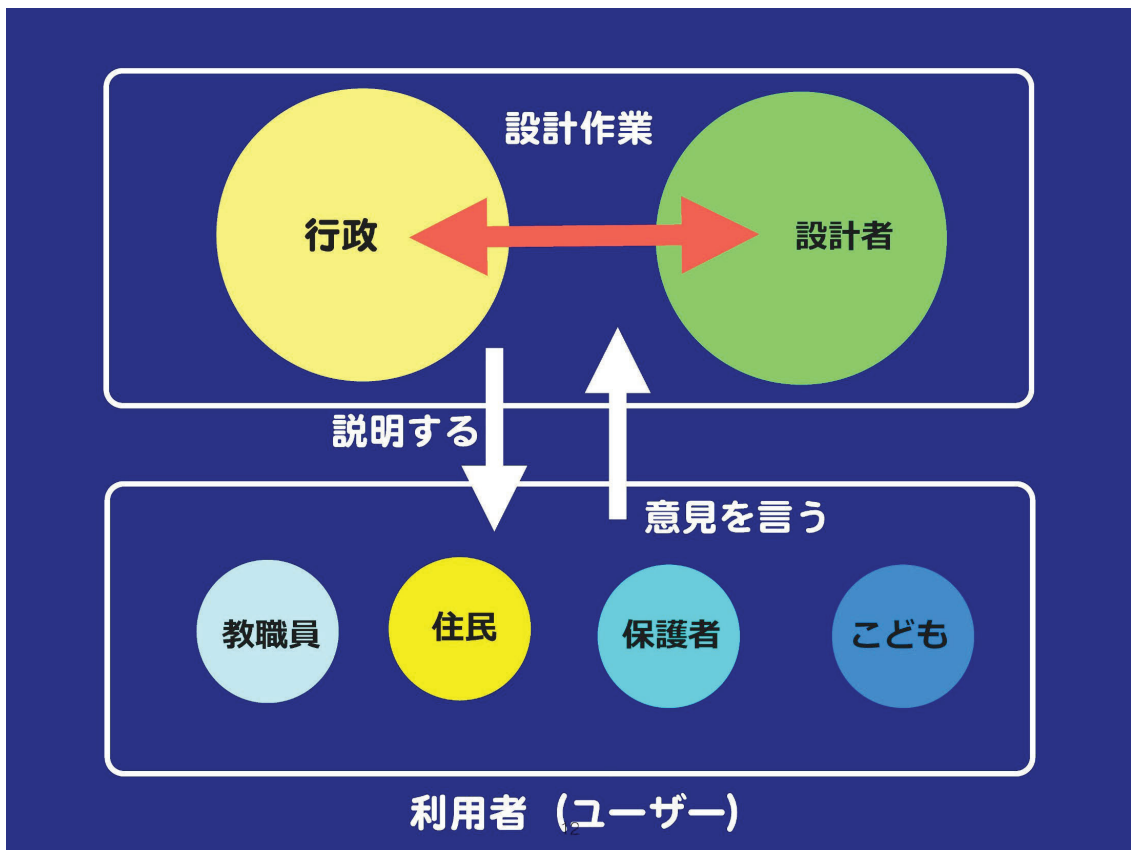 設計作業
行政
設計者
説明する
意見を言う
教職員
住民
保護者
こども
利用者 (ユーザー)
12